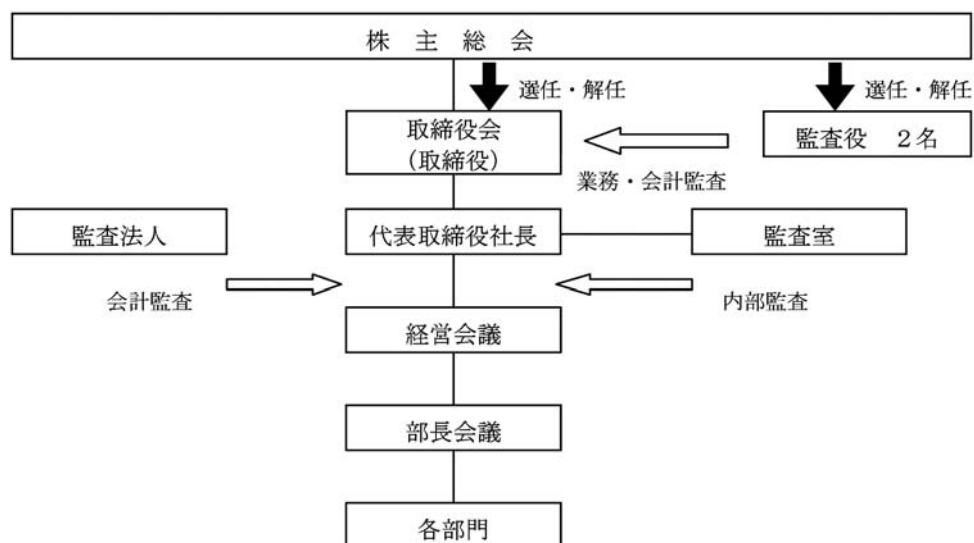 株 主 総 会
選任・解任
選任・解任
取締役会
(取締役)
監査役 2名
業務・会計監査
監査法人
代表取締役社長
監査室
会計監査
内部監査
経営会議
部長会議
各部門